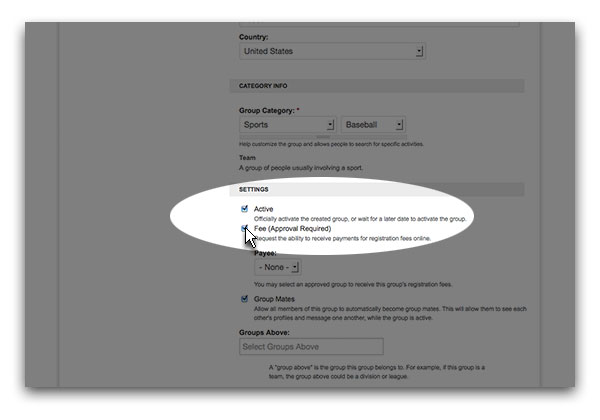 Country:
United States
CATEGORY INFO
Group Category: *
Sports Baseball
Help customize the group and allows people to search for specific activities.
Team
A group of people usually involving a sport.
SETTINGS
Active
Officially activate the created group, or wait for a later date to activate the group.
Fee (Approval Required)
Request the ability to receive payments for registration fees online.
Payee:
- None -
You may select an approved group to receive this group's registration fees.
Group Mates
Allow all members of this group to automatically become group mates. This will allow them to see each
other's profiles and message one another, while the group is active.
Groups Above:
Select Groups Above
A "group above" is the group this group belongs to. For example, if this group is a
team, the group above could be a division or league.